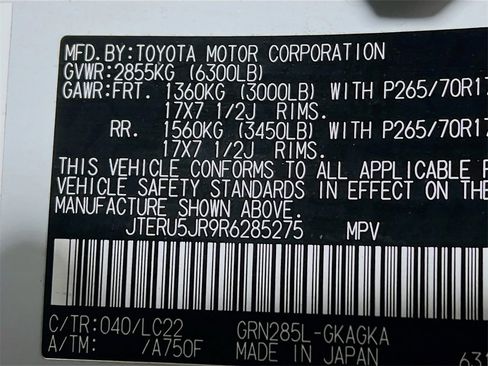 MFD.BY:TOYOTA MOTOR CORPORATION
GVWR:2855KG (6300LB)
GAWR:FRT. 1360KG (3000LB) WITH P265/70R17
17X7 1/2J RIMS.
RR. 1560KG (3450LB) WITH P265/70R17
17X7 1/2J RIMS.
THIS VEHICLE CONFORMS TO ALL APPLICABLE F
VEHICLE SAFETY STANDARDS IN EFFECT ON THE
MANUFACTURE SHOWN ABOVE.
JTERU5JR9R6285275 MPV
C/TR:040/LC22 GRN285L-GKAGKA
A/TM: /A750F MADE IN JAPAN 631